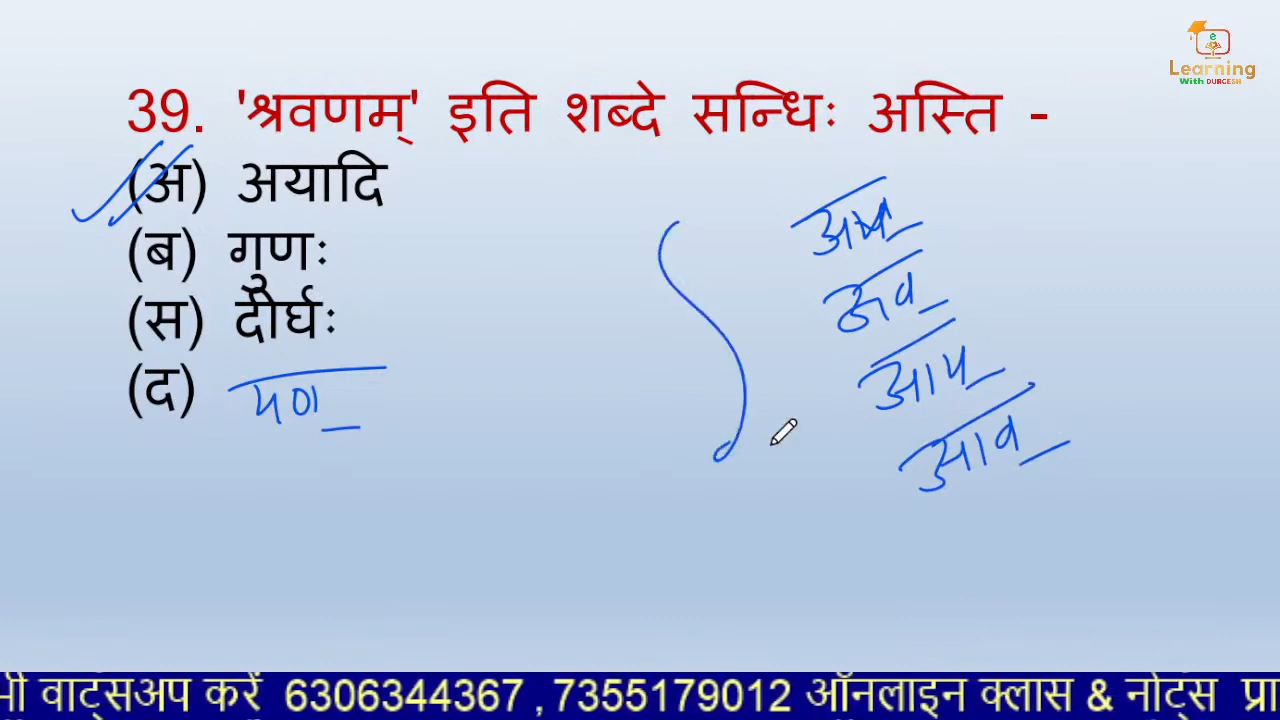 e
Learning
With DURGESH
39. 'श्रवणम्' इति शब्दे सन्धिः अस्ति -
(अ) अयादि
(ब) गुणः
(स) दीर्घः
(द) यण
अय
अव
आय
आव
भी वाट्सअप करें 6306344367 , 7355179012 ऑनलाइन क्लास & नोट्स प्रा